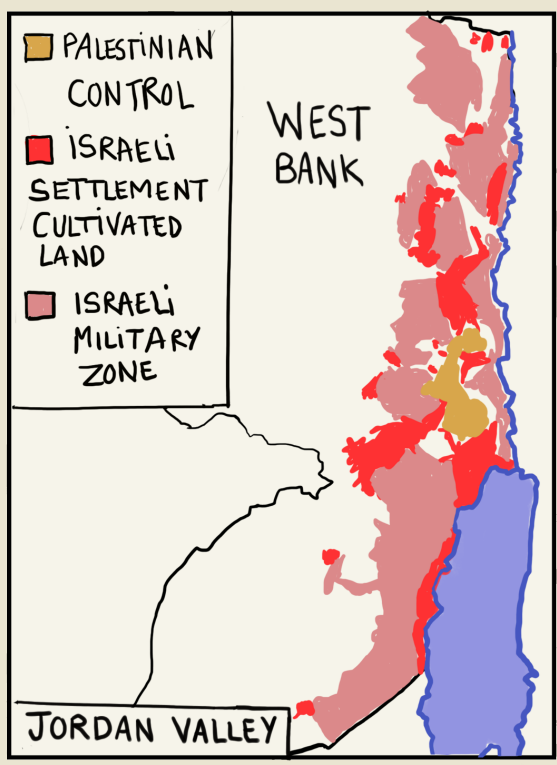 PALESTINIAN
CONTROL
ISRAELI
SETTLEMENT
CULTIVATED
LAND
ISRAELI
MILITARY
ZONE
WEST
BANK
JORDAN VALLEY